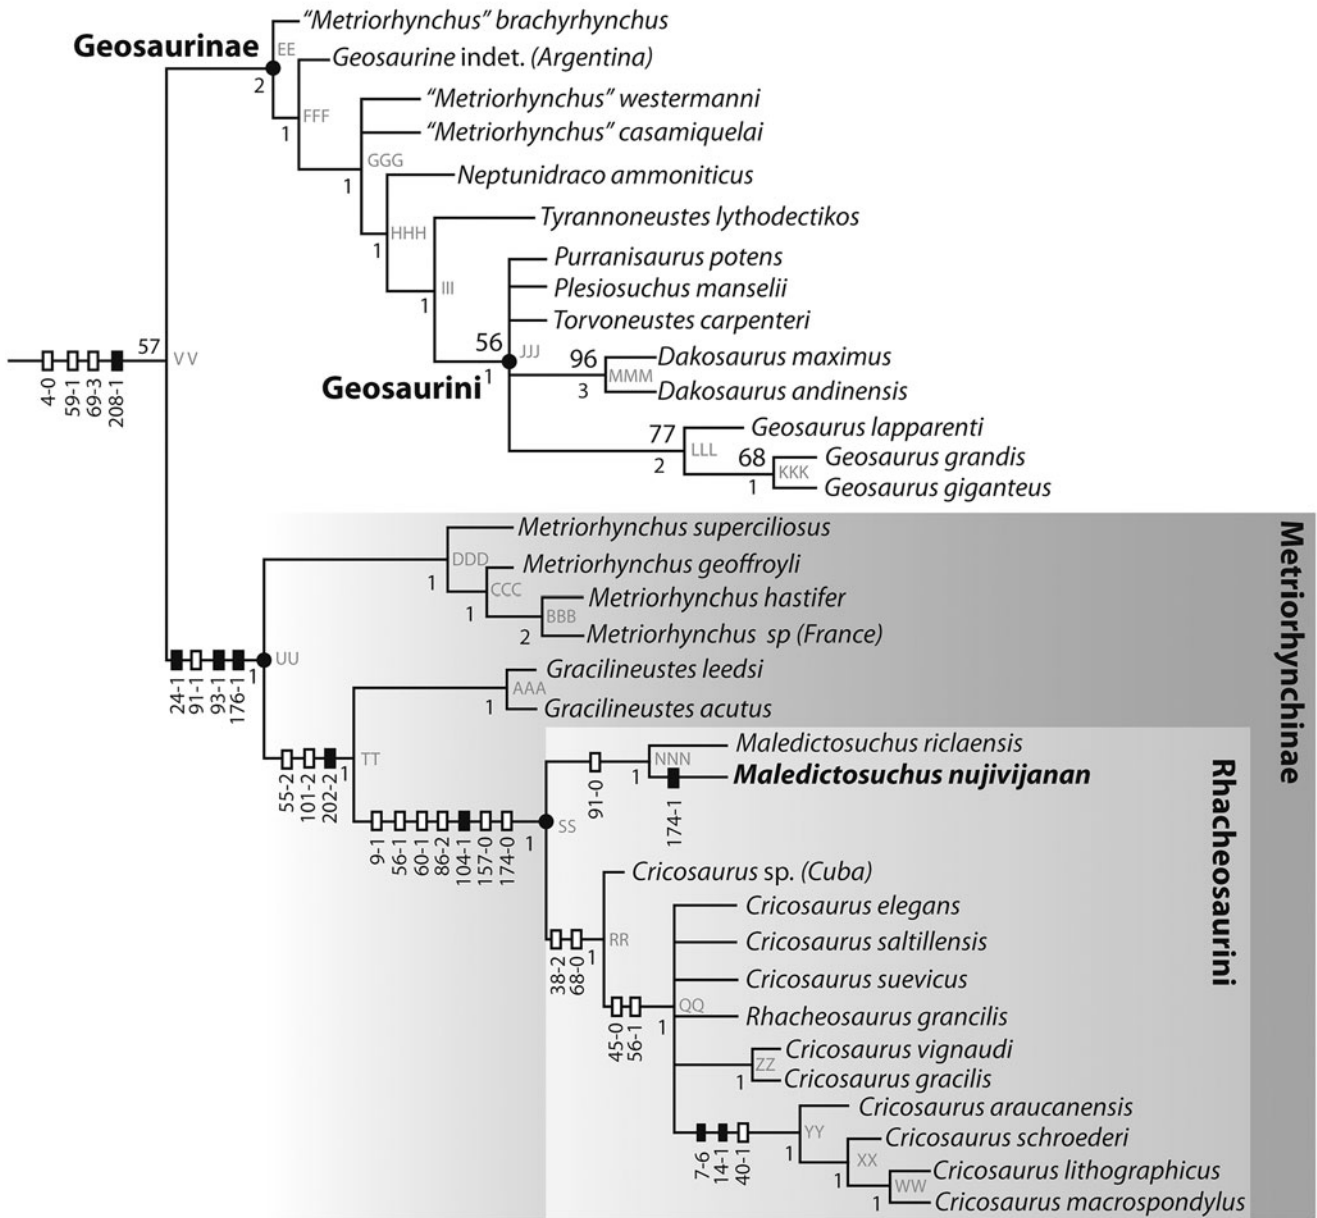 "Metriorhynchus" brachyrhynchus
Geosaurinae
EE
2
Geosaurine indet. (Argentina)
FFF
1
"Metriorhynchus" westermanni
"Metriorhynchus" casamiquelai
GGG
1
Neptunidraco ammoniticus
HHH
1
Tyrannoneustes lythodectikos
III
1
Purranisaurus potens
Plesiosuchus manselii
Torvoneustes carpenteri
56
JJJ
1
Geosaurini
Dakosaurus maximus
96
MMM
3
Dakosaurus andinensis
Geosaurus lapparenti
77
LLL
2
Geosaurus grandis
68
KKK
1
Geosaurus giganteus
57
VV
4-0
59-1
69-3
208-1
Metriorhynchinae
Metriorhynchus superciliosus
DDD
1
Metriorhynchus geoffroyli
CCC
1
Metriorhynchus hastifer
BBB
2
Metriorhynchus sp (France)
UU
1
24-1
91-1
93-1
176-1
Gracilineustes leedsi
AAA
1
Gracilineustes acutus
TT
1
55-2
101-2
202-2
Rhacheosaurini
Maledictosuchus riclaensis
NNN
1
Maledictosuchus nujivijanan
91-0
174-1
SS
1
9-1
56-1
60-1
86-2
104-1
157-0
174-0
Cricosaurus sp. (Cuba)
RR
1
38-2
68-0
Cricosaurus elegans
Cricosaurus saltillensis
Cricosaurus suevicus
QQ
1
45-0
56-1
Rhacheosaurus grancilis
Cricosaurus vignaudi
ZZ
1
Cricosaurus gracilis
Cricosaurus araucanensis
YY
1
7-6
14-1
40-1
Cricosaurus schroederi
XX
1
Cricosaurus lithographicus
WW
1
Cricosaurus macrospondylus